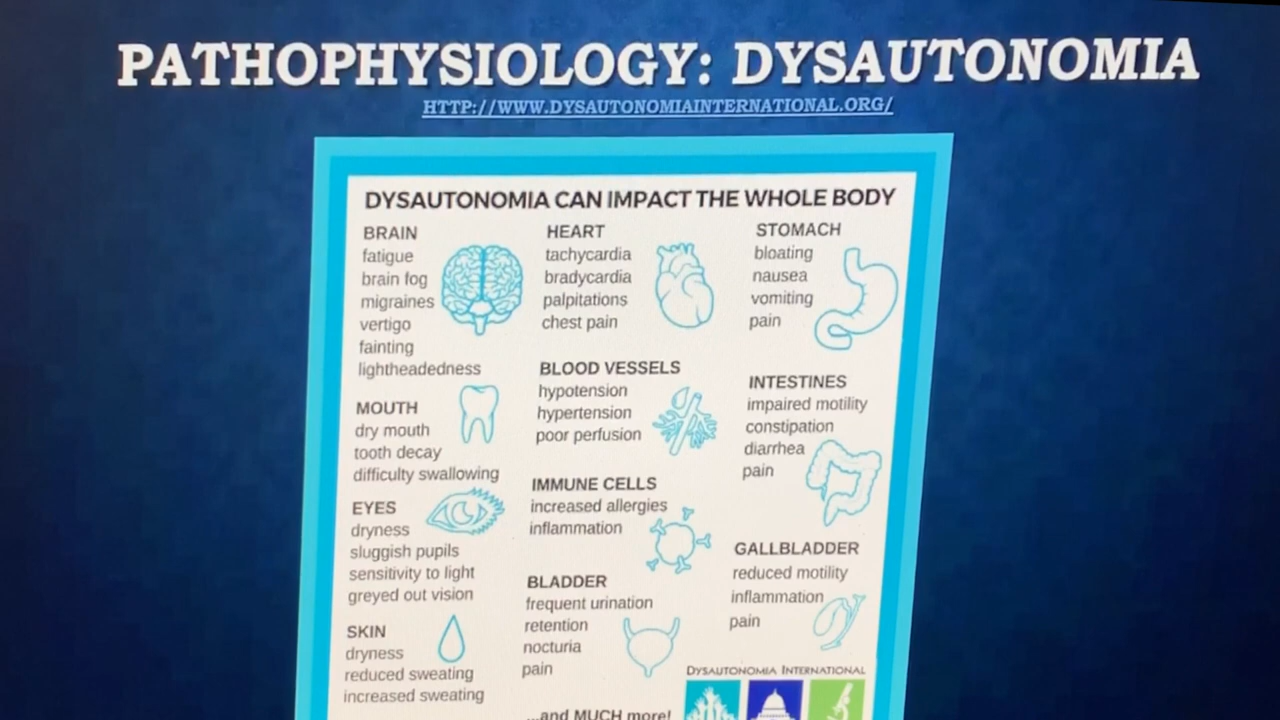 PATHOPHYSIOLOGY: DYSAUTONOMIA
HTTP://WWW.DYSAUTONOMIAINTERNATIONAL.ORG/
DYSAUTONOMIA CAN IMPACT THE WHOLE BODY
BRAIN
fatigue
brain fog
migraines
vertigo
fainting
lightheadedness
MOUTH
dry mouth
tooth decay
difficulty swallowing
EYES
dryness
sluggish pupils
sensitivity to light
greyed out vision
SKIN
dryness
reduced sweating
increased sweating
HEART
tachycardia
bradycardia
palpitations
chest pain
BLOOD VESSELS
hypotension
hypertension
poor perfusion
IMMUNE CELLS
increased allergies
inflammation
BLADDER
frequent urination
retention
nocturia
pain
...and MUCH more!
STOMACH
bloating
nausea
vomiting
pain
INTESTINES
impaired motility
constipation
diarrhea
pain
GALLBLADDER
reduced motility
inflammation
pain
DYSAUTONOMIA INTERNATIONAL